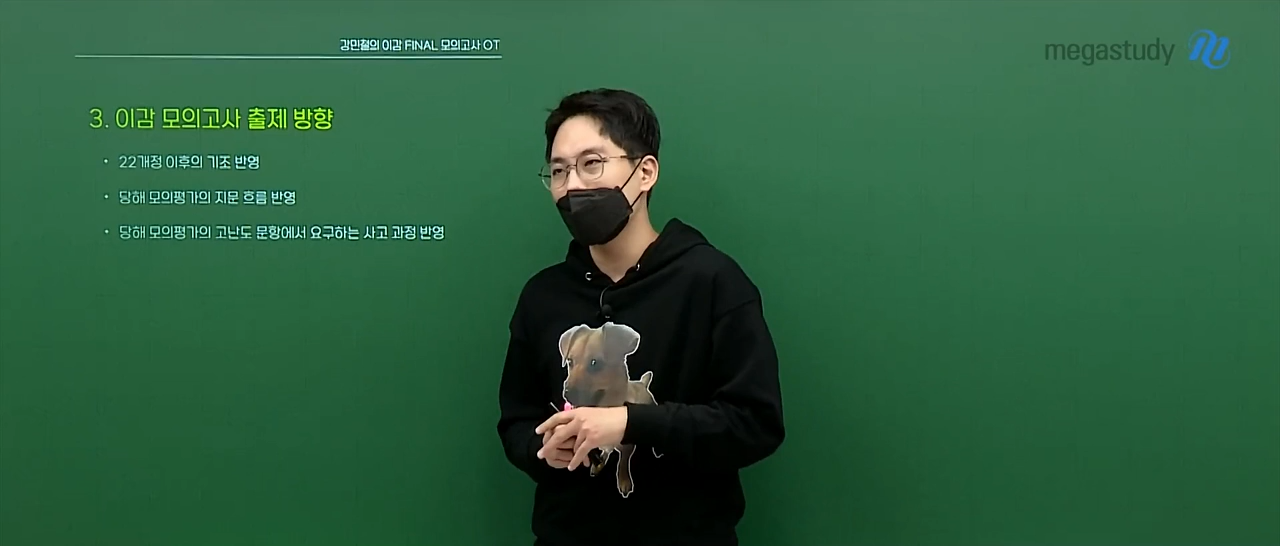 강민철의 이감 FINAL 모의고사 OT
megastudy
3. 이감 모의고사 출제 방향
• 22개정 이후의 기조 반영
• 당해 모의평가의 지문 흐름 반영
• 당해 모의평가의 고난도 문항에서 요구하는 사고 과정 반영